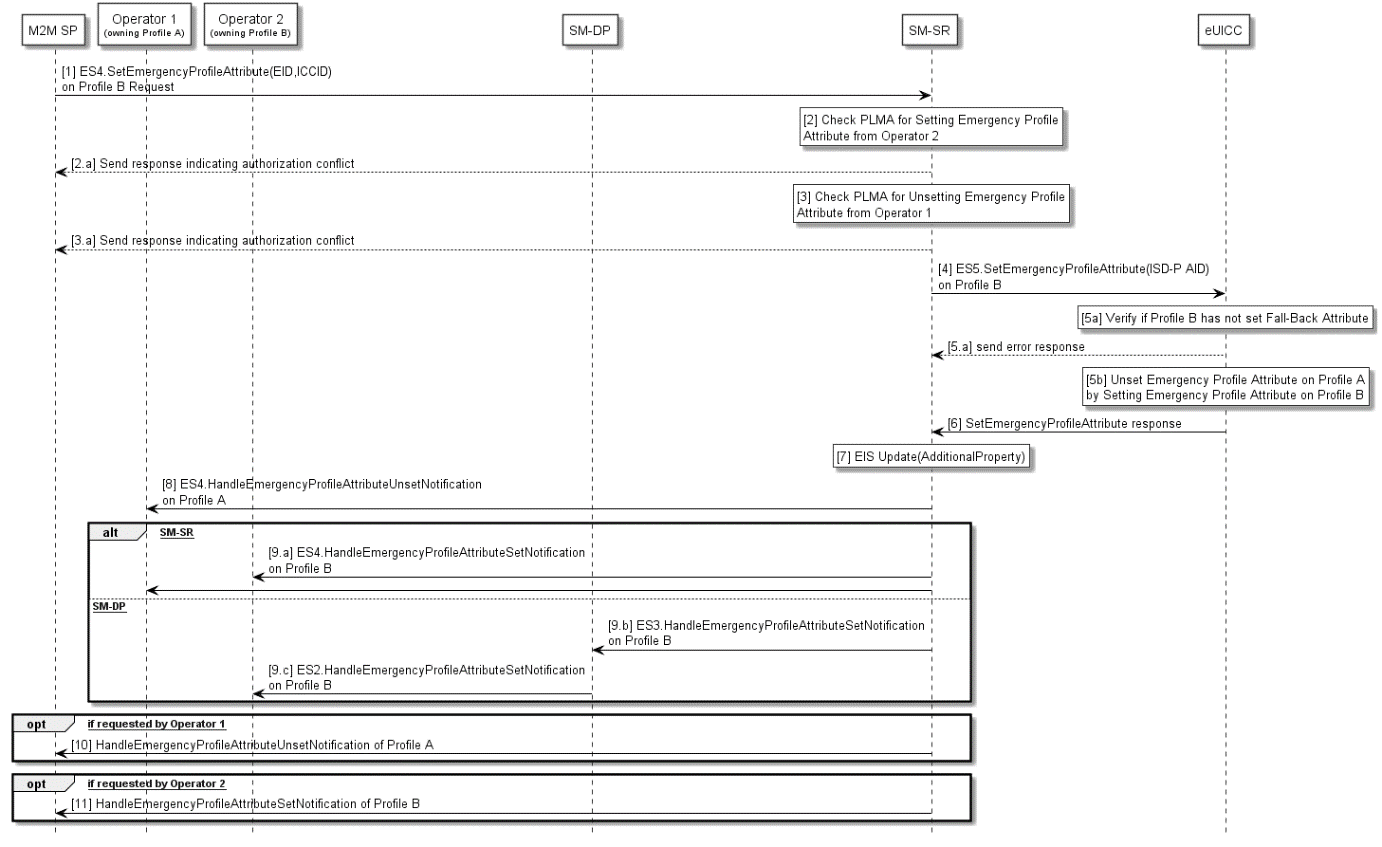 M2M SP
Operator 1
(owning Profile A)
Operator 2
(owning Profile B)
SM-DP
SM-SR
eUICC
[1] ES4.SetEmergencyProfileAttribute(EID,ICCID)
on Profile B Request
[2] Check PLMA for Setting Emergency Profile
Attribute from Operator 2
[2.a] Send response indicating authorization conflict
[3] Check PLMA for Unsetting Emergency Profile
Attribute from Operator 1
[3.a] Send response indicating authorization conflict
[4] ES5.SetEmergencyProfileAttribute(ISD-P AID)
on Profile B
[5a] Verify if Profile B has not set Fall-Back Attribute
[5.a] send error response
[5b] Unset Emergency Profile Attribute on Profile A
by Setting Emergency Profile Attribute on Profile B
[6] SetEmergencyProfileAttribute response
[7] EIS Update(AdditionalProperty)
[8] ES4.HandleEmergencyProfileAttributeUnsetNotification
on Profile A
alt SM-SR
[9.a] ES4.HandleEmergencyProfileAttributeSetNotification
on Profile B
SM-DP
[9.b] ES3.HandleEmergencyProfileAttributeSetNotification
on Profile B
[9.c] ES2.HandleEmergencyProfileAttributeSetNotification
on Profile B
opt if requested by Operator 1
[10] HandleEmergencyProfileAttributeUnsetNotification of Profile A
opt if requested by Operator 2
[11] HandleEmergencyProfileAttributeSetNotification of Profile B